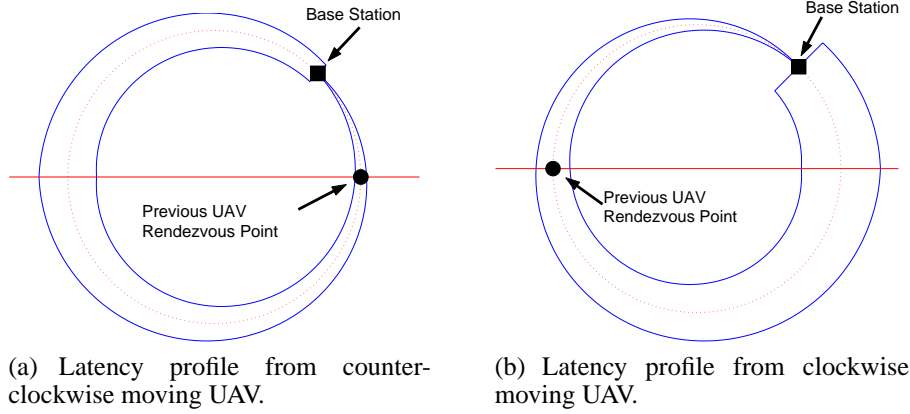 Base Station
Previous UAV
Rendezvous Point
(a) Latency profile from counter-
clockwise moving UAV.
Base Station
Previous UAV
Rendezvous Point
(b) Latency profile from clockwise
moving UAV.